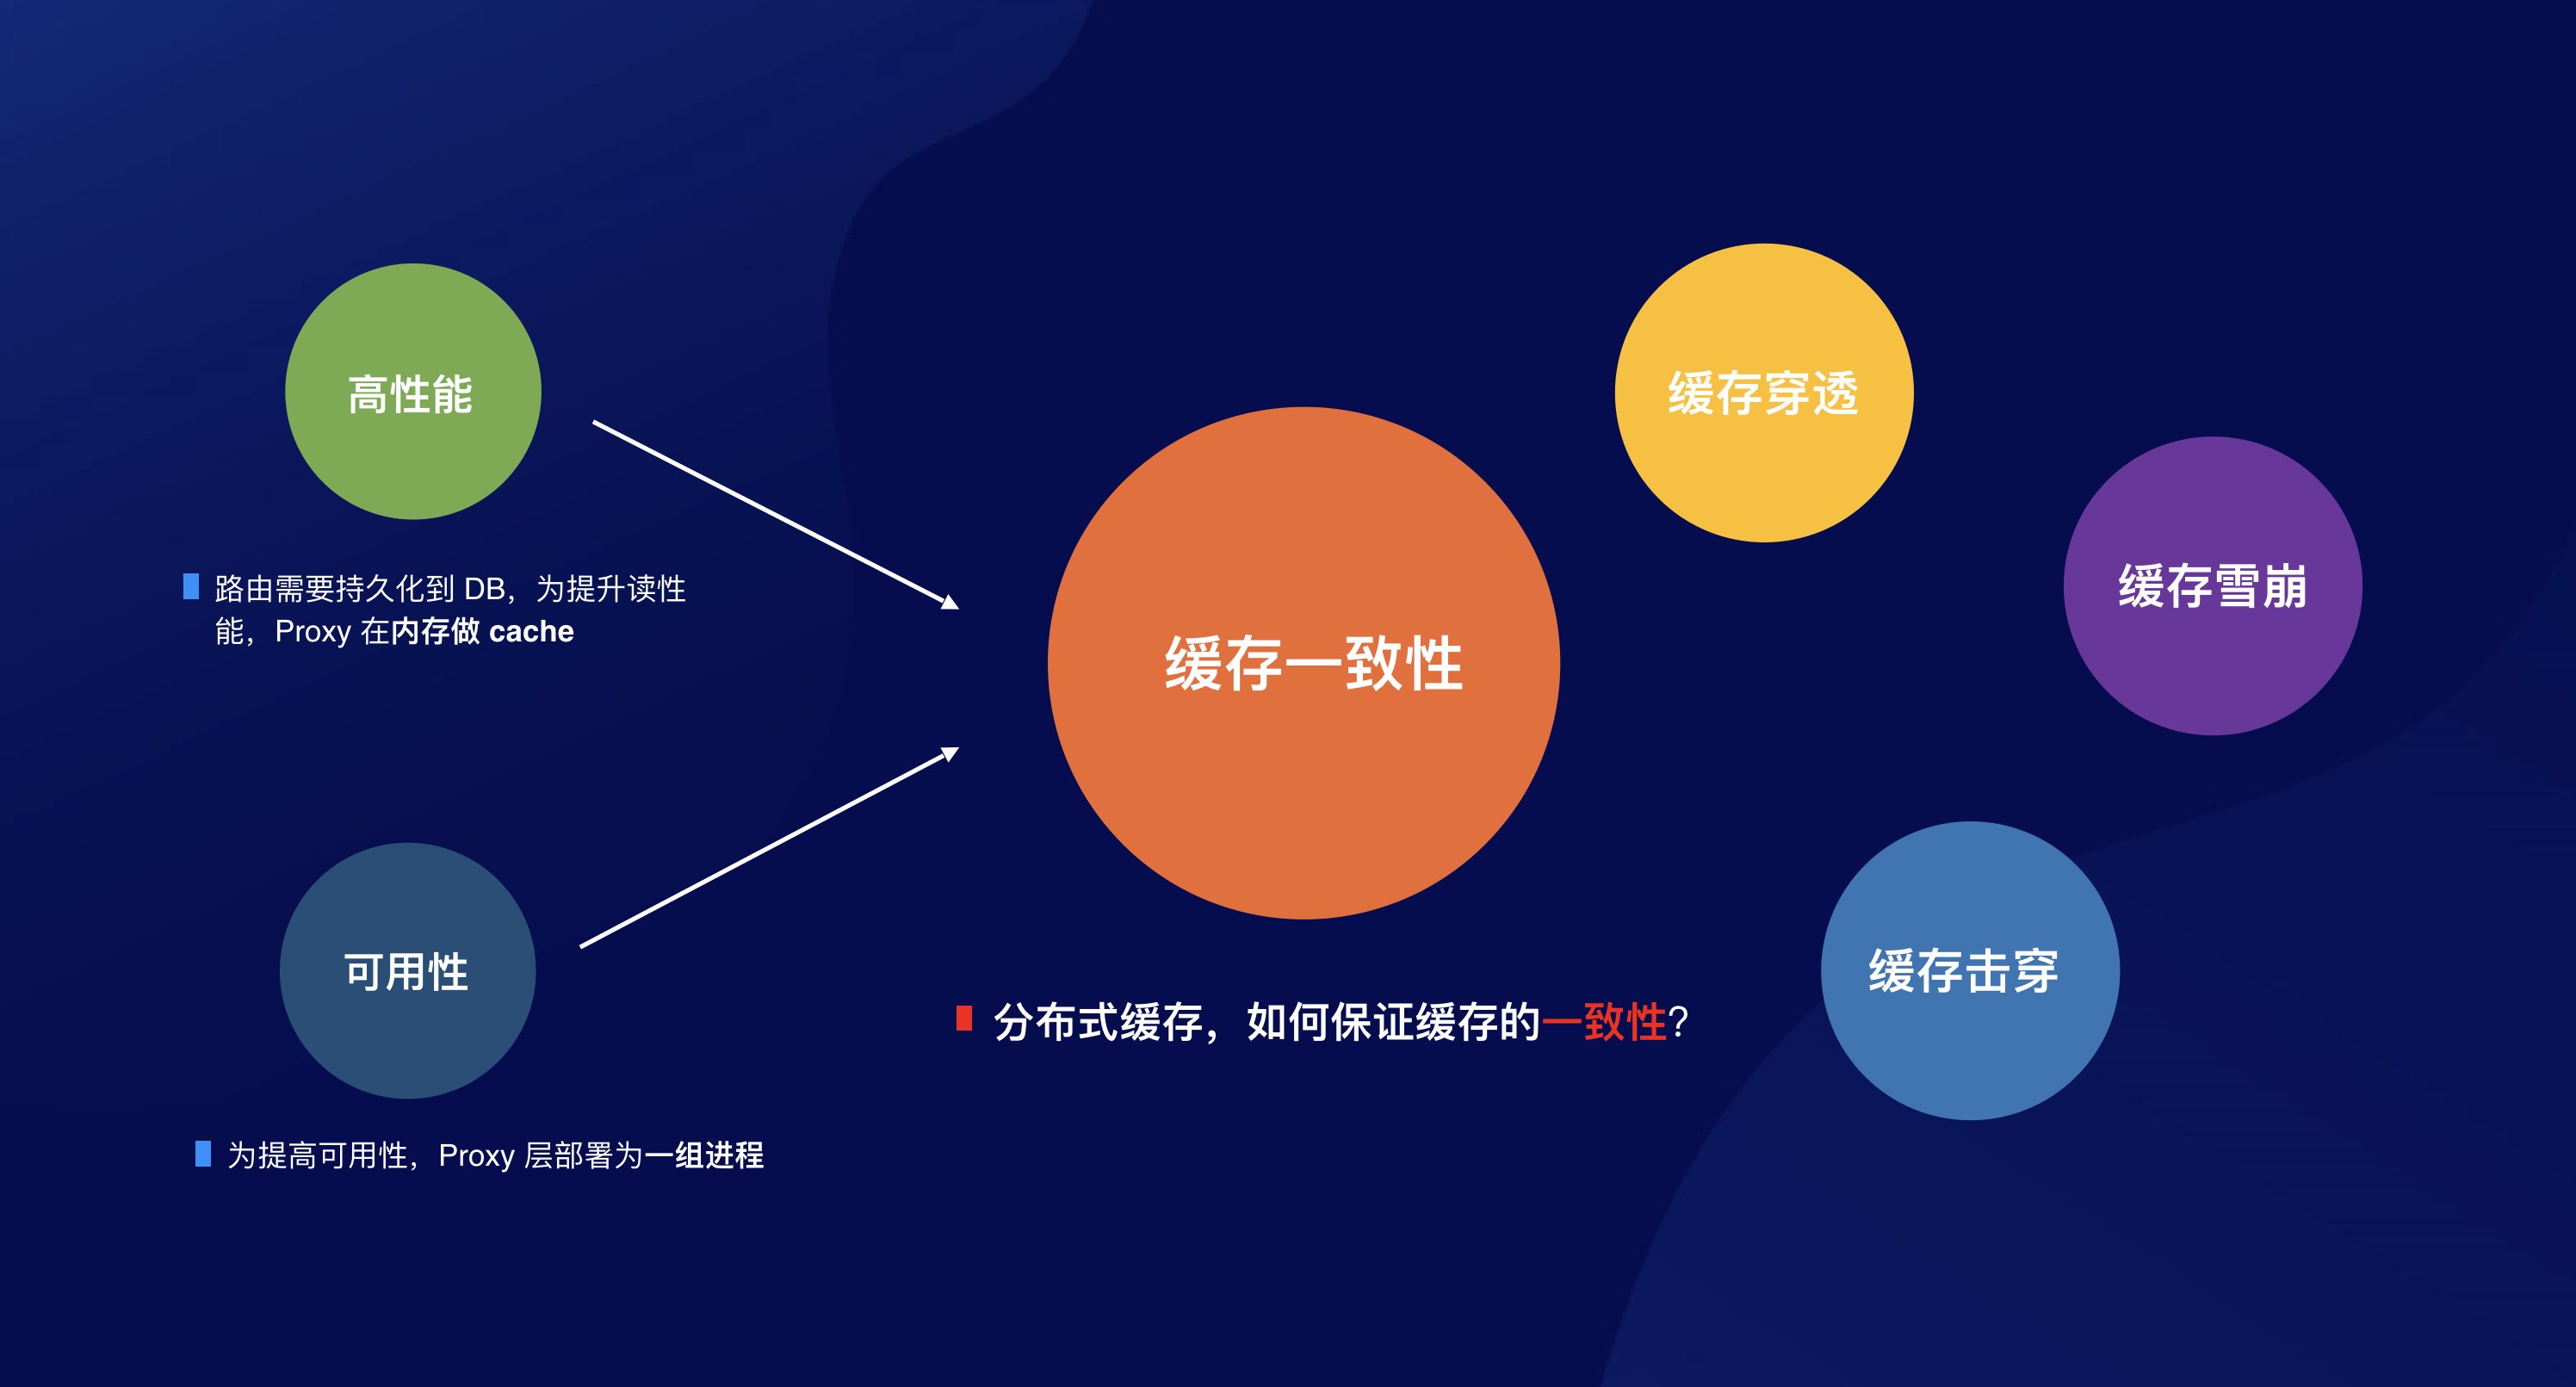 高性能
路由需要持久化到 DB，为提升读性
能，Proxy 在内存做 cache
可用性
为提高可用性，Proxy 层部署为一组进程
缓存一致性
分布式缓存，如何保证缓存的一致性?
缓存穿透
缓存雪崩
缓存击穿